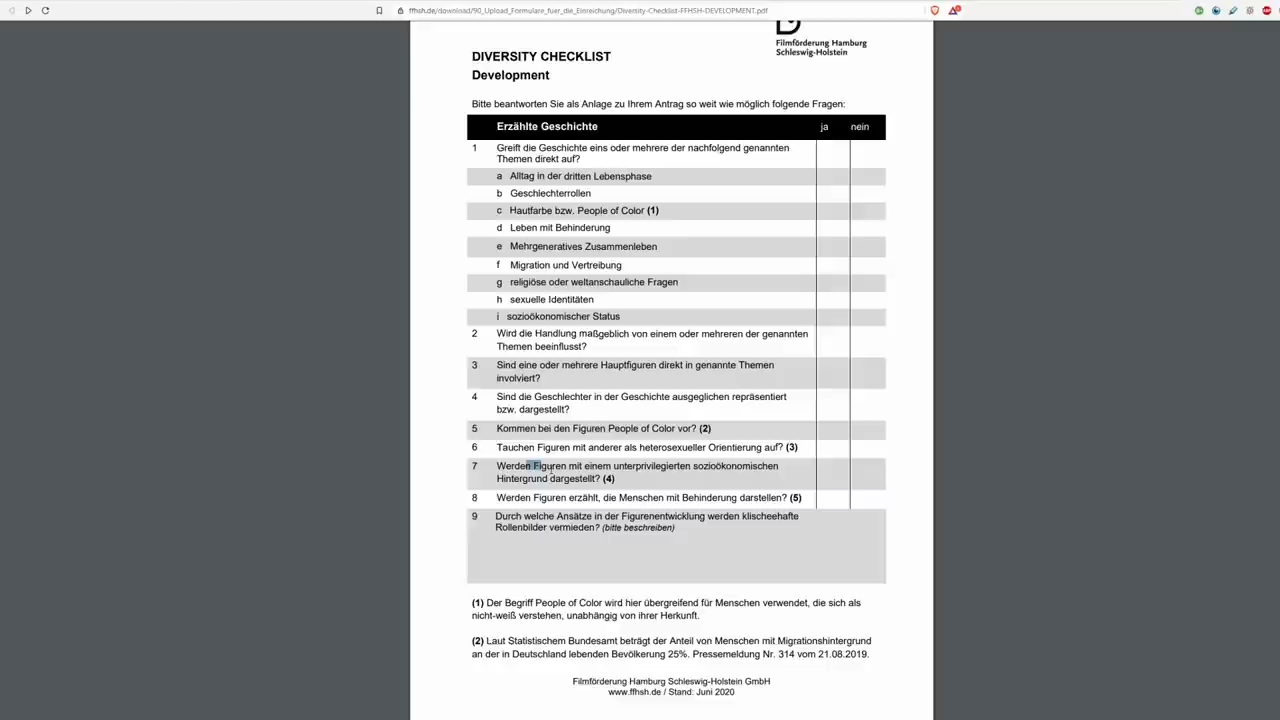 ffhsh.de/download/90_Upload_Formulare_fuer_die_Einreichung/Diversity-Checklist-FFHSH-DEVELOPMENT.pdf
Filmförderung Hamburg
Schleswig-Holstein
DIVERSITY CHECKLIST
Development
Bitte beantworten Sie als Anlage zu Ihrem Antrag so weit wie möglich folgende Fragen:
Erzählte Geschichte ja nein
1 Greift die Geschichte eins oder mehrere der nachfolgend genannten
Themen direkt auf?
a Alltag in der dritten Lebensphase
b Geschlechterrollen
c Hautfarbe bzw. People of Color (1)
d Leben mit Behinderung
e Mehrgeneratives Zusammenleben
f Migration und Vertreibung
g religiöse oder weltanschauliche Fragen
h sexuelle Identitäten
i sozioökonomischer Status
2 Wird die Handlung maßgeblich von einem oder mehreren der genannten
Themen beeinflusst?
3 Sind eine oder mehrere Hauptfiguren direkt in genannte Themen
involviert?
4 Sind die Geschlechter in der Geschichte ausgeglichen repräsentiert
bzw. dargestellt?
5 Kommen bei den Figuren People of Color vor? (2)
6 Tauchen Figuren mit anderer als heterosexueller Orientierung auf? (3)
7 Werden Figuren mit einem unterprivilegierten sozioökonomischen
Hintergrund dargestellt? (4)
8 Werden Figuren erzählt, die Menschen mit Behinderung darstellen? (5)
9 Durch welche Ansätze in der Figurenentwicklung werden klischeehafte
Rollenbilder vermieden? (bitte beschreiben)
(1) Der Begriff People of Color wird hier übergreifend für Menschen verwendet, die sich als
nicht-weiß verstehen, unabhängig von ihrer Herkunft.
(2) Laut Statistischem Bundesamt beträgt der Anteil von Menschen mit Migrationshintergrund
an der in Deutschland lebenden Bevölkerung 25%. Pressemeldung Nr. 314 vom 21.08.2019.
Filmförderung Hamburg Schleswig-Holstein GmbH
www.ffhsh.de / Stand: Juni 2020